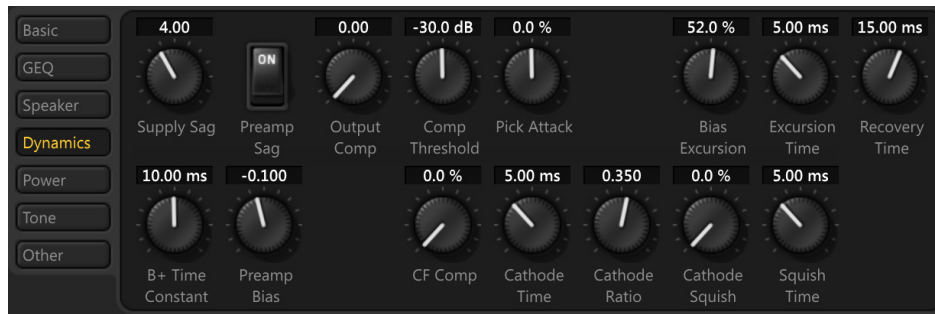 Basic
GEQ
Speaker
Dynamics
Power
Tone
Other
4.00 0.00 -30.0 dB 0.0 % 52.0 % 5.00 ms 15.00 ms
ON
Supply Sag Preamp Output Comp Pick Attack Bias Excursion Recovery
Sag Comp Threshold Excursion Time Time
10.00 ms -0.100 0.0 % 5.00 ms 0.350 0.0 % 5.00 ms
B+ Time Preamp CF Comp Cathode Cathode Cathode Squish
Constant Bias Time Ratio Squish Time